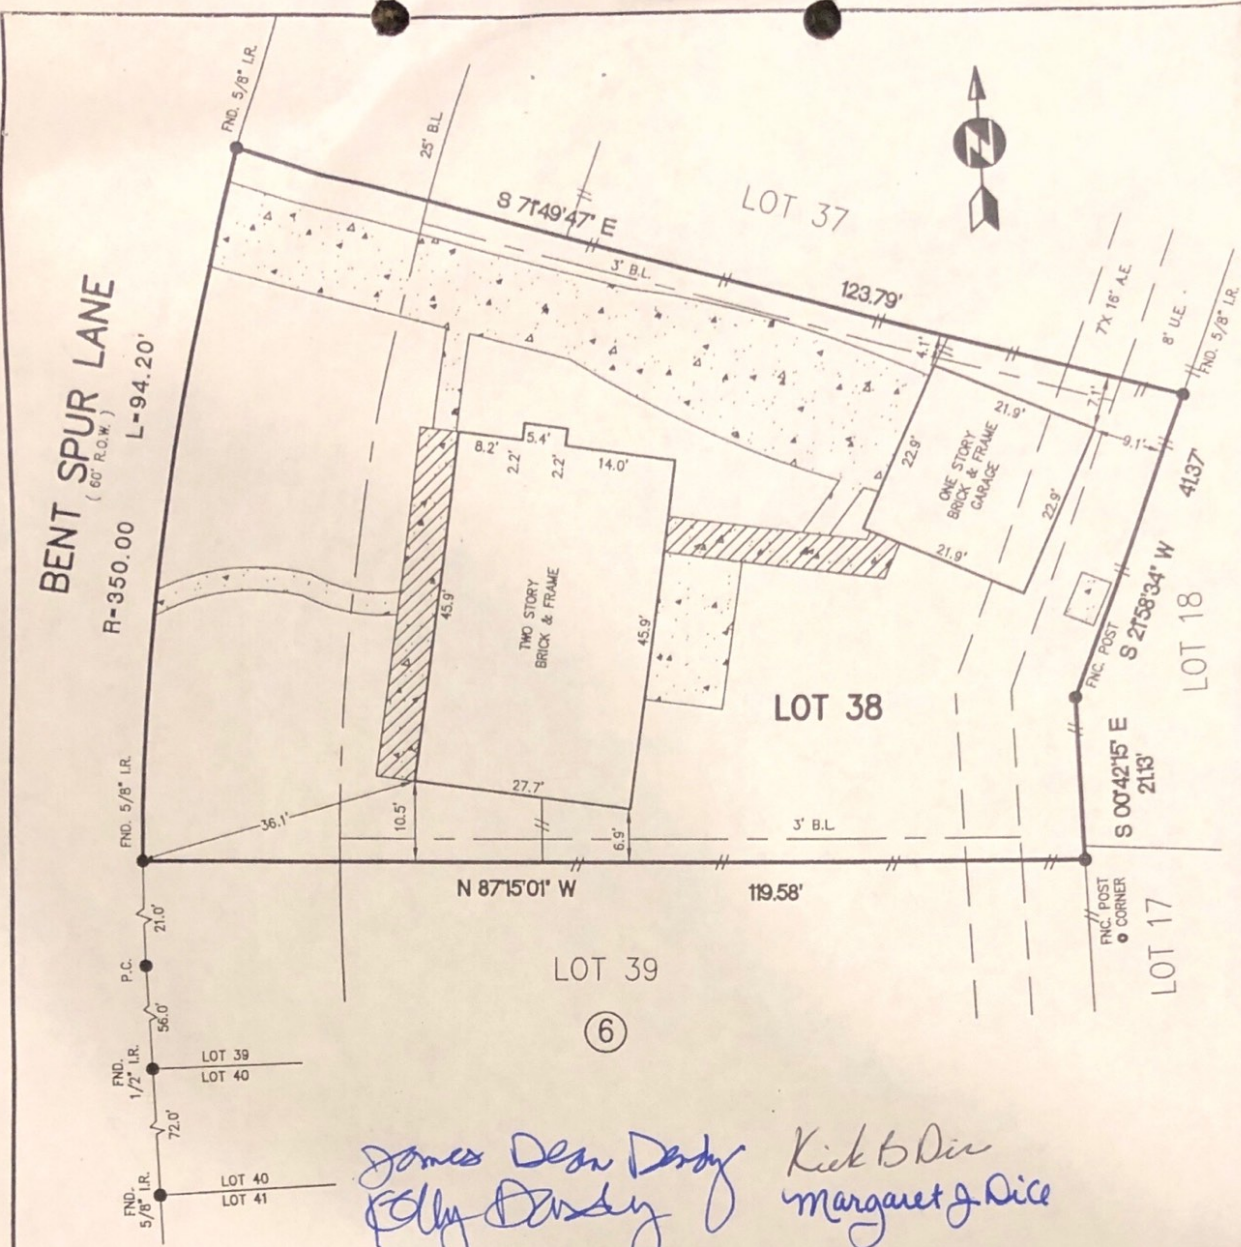 FND. 5/8" I.R.
25' B.L.
S 71°49'47" E
LOT 37
3' B.L.
123.79'
7'X 16' A.E.
8' U.E.
FND. 5/8" I.R.
BENT SPUR LANE
( 60' R.O.W. )
R=350.00 L=94.20'
4.1'
7.1'
21.9'
9.1'
22.9'
ONE STORY
BRICK & FRAME
GARAGE
22.9'
21.9'
41.37'
S 21°58'34" W
LOT 18
8.2'
5.4'
2.2'
2.2'
14.0'
45.9'
TWO STORY
BRICK & FRAME
45.9'
LOT 38
FNC. POST
S 00°42'15" E
21.13'
FND. 5/8" I.R.
36.1'
27.7'
10.5'
6.9'
3' B.L.
N 87°15'01" W
119.58'
FNC. POST
@ CORNER
LOT 17
21.0'
P.C.
LOT 39
6
56.0'
FND.
1/2" I.R.
LOT 39
LOT 40
72.0'
FND.
5/8" I.R.
LOT 40
LOT 41
James Dean Dendy
Margaret J Dice